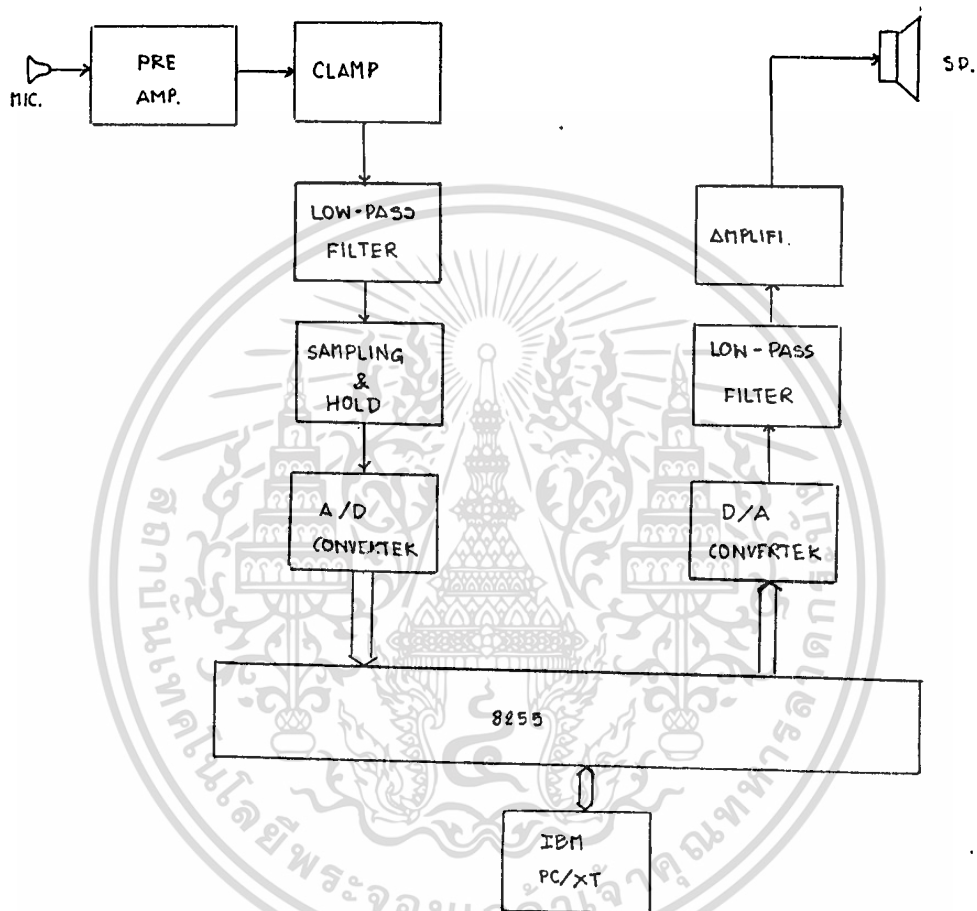 MIC.
PRE
AMP.
CLAMP
LOW-PASS
FILTER
SAMPLING
&
HOLD
A/D
CONVERTER
8255
IBM
PC/XT
D/A
CONVERTER
LOW-PASS
FILTER
AMPLIFI.
SP.